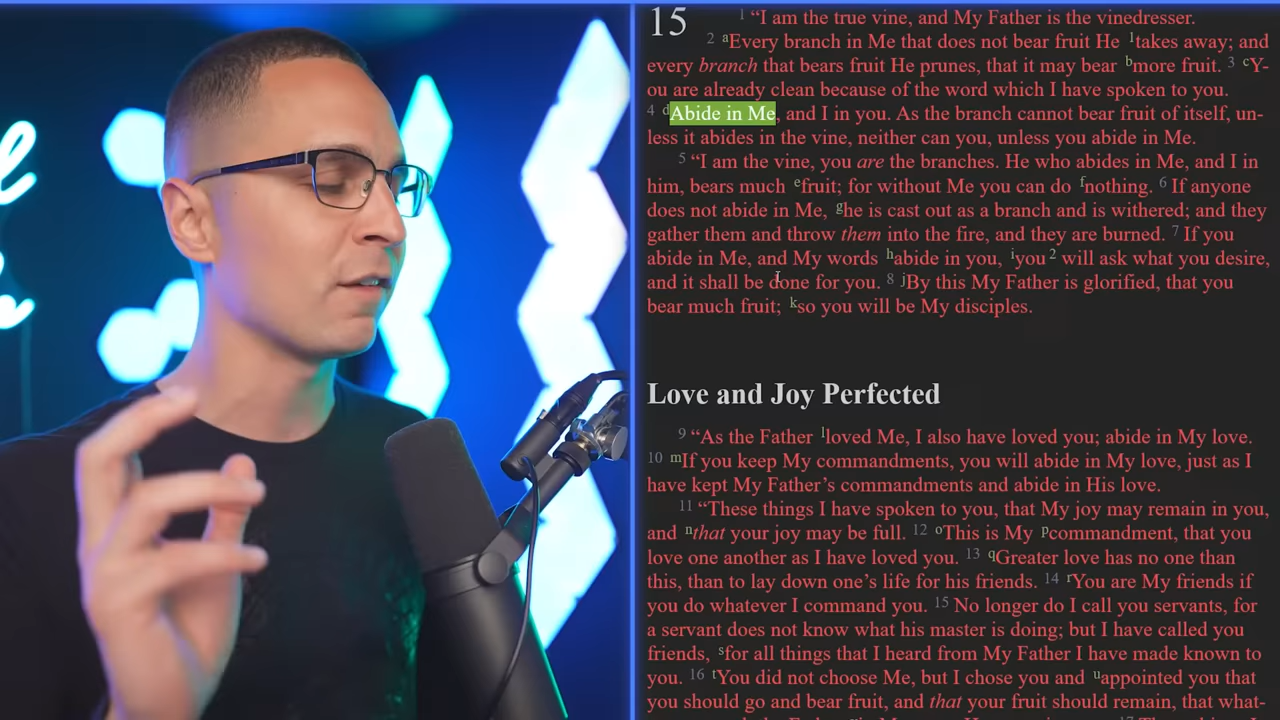 15
1 “I am the true vine, and My Father is the vinedresser.
2 aEvery branch in Me that does not bear fruit He 1takes away; and
every branch that bears fruit He prunes, that it may bear bmore fruit. 3 cY-
ou are already clean because of the word which I have spoken to you.
4 dAbide in Me, and I in you. As the branch cannot bear fruit of itself, un-
less it abides in the vine, neither can you, unless you abide in Me.
5 “I am the vine, you are the branches. He who abides in Me, and I in
him, bears much efruit; for without Me you can do fnothing. 6 If anyone
does not abide in Me, ghe is cast out as a branch and is withered; and they
gather them and throw them into the fire, and they are burned. 7 If you
abide in Me, and My words habide in you, iyou2 will ask what you desire,
and it shall be done for you. 8 jBy this My Father is glorified, that you
bear much fruit; kso you will be My disciples.
Love and Joy Perfected
9 “As the Father lloved Me, I also have loved you; abide in My love.
10 mIf you keep My commandments, you will abide in My love, just as I
have kept My Father’s commandments and abide in His love.
11 “These things I have spoken to you, that My joy may remain in you,
and nthat your joy may be full. 12 oThis is My pcommandment, that you
love one another as I have loved you. 13 qGreater love has no one than
this, than to lay down one’s life for his friends. 14 rYou are My friends if
you do whatever I command you. 15 No longer do I call you servants, for
a servant does not know what his master is doing; but I have called you
friends, sfor all things that I heard from My Father I have made known to
you. 16 tYou did not choose Me, but I chose you and uappointed you that
you should go and bear fruit, and that your fruit should remain, that what-